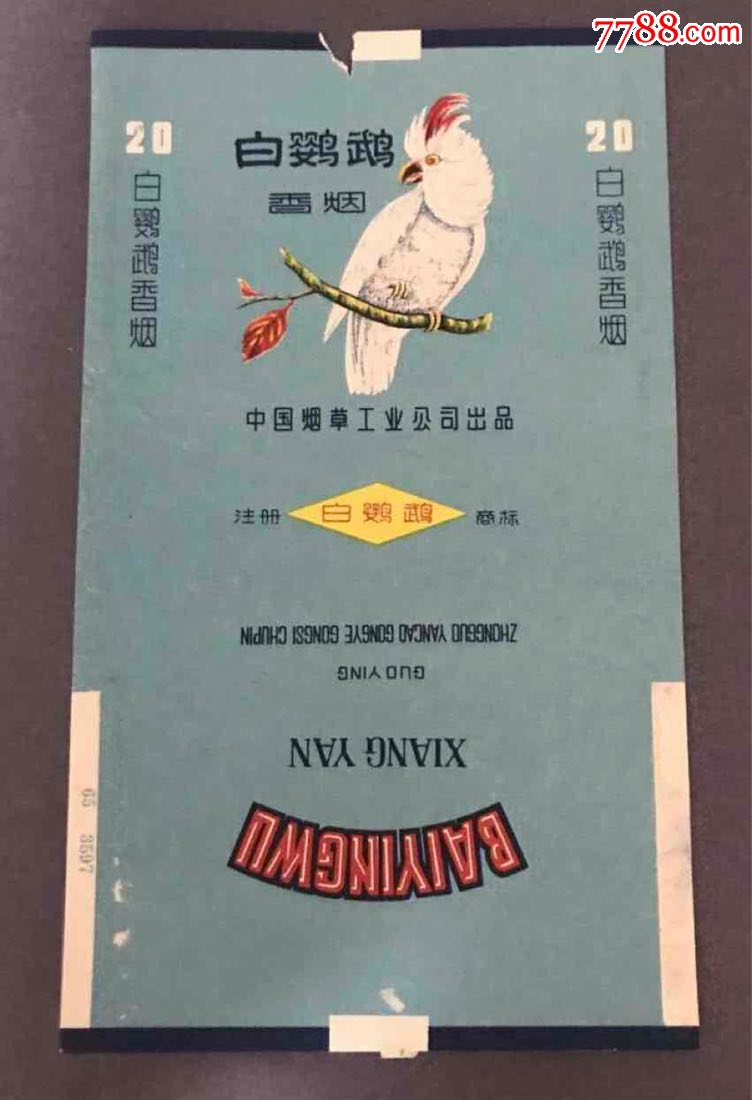 7788.com
20
20
白鹦鹉
香烟
白鹦鹉香烟
白鹦鹉香烟
中国烟草工业公司出品
注册 白鹦鹉 商标
ZHONGGUO YANCAO GONGYE GONGSI CHUPIN
GUO YING
XIANG YAN
BAIYINGWU
65 3597